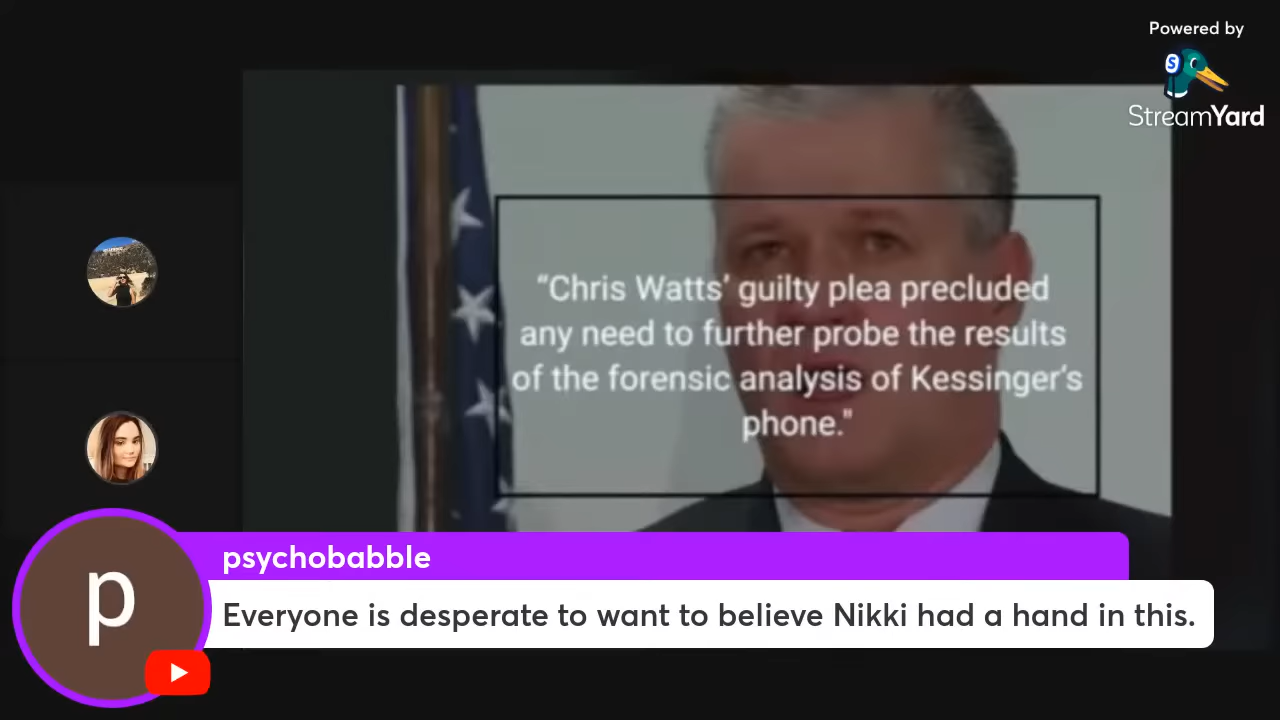 Powered by
StreamYard
“Chris Watts’ guilty plea precluded
any need to further probe the results
of the forensic analysis of Kessinger’s
phone."
p
psychobabble
Everyone is desperate to want to believe Nikki had a hand in this.